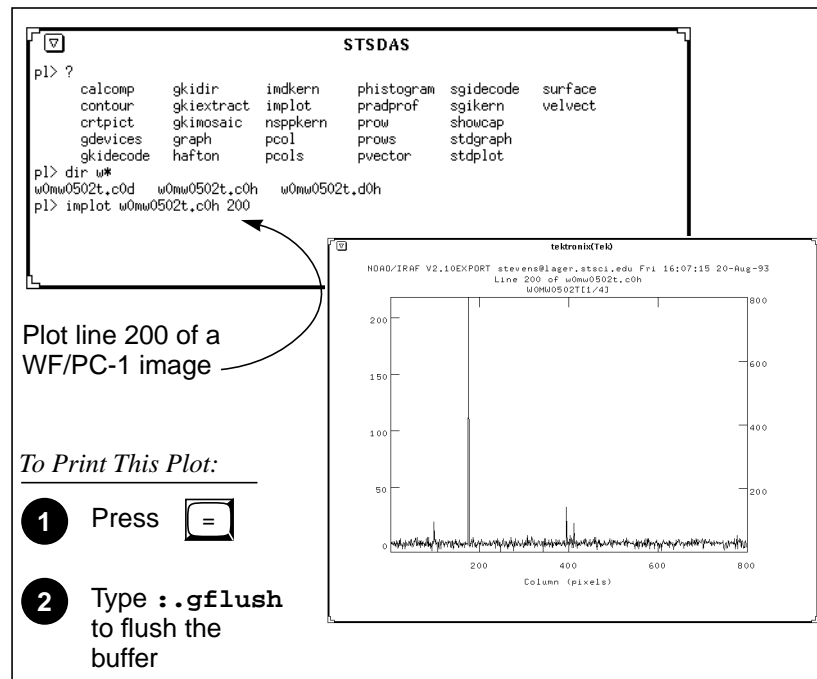 STSDAS
pl> ?
calcomp gkidir imdkern phistogram sgidecode surface
contour gkiextract implot pradprof sgikern velvect
crtpict gkimosaic nsppkern prow showcap
gdevices graph pcol prows stdgraph
gkidecode hafton pcols pvector stdplot
pl> dir w*
w0mw0502t.c0d w0mw0502t.c0h w0mw0502t.d0h
pl> implot w0mw0502t.c0h 200
tektronix(Tek)
NOAO/IRAF V2.10EXPORT stevens@lager.stsci.edu Fri 16:07:15 20-Aug-93
Line 200 of w0mw0502t.c0h
W0MW0502T[1/4]
200
150
100
50
0
800
600
400
200
200 400 600 800
Column (pixels)
Plot line 200 of a
WF/PC-1 image
To Print This Plot:
1 Press =
2 Type :.gflush
to flush the
buffer